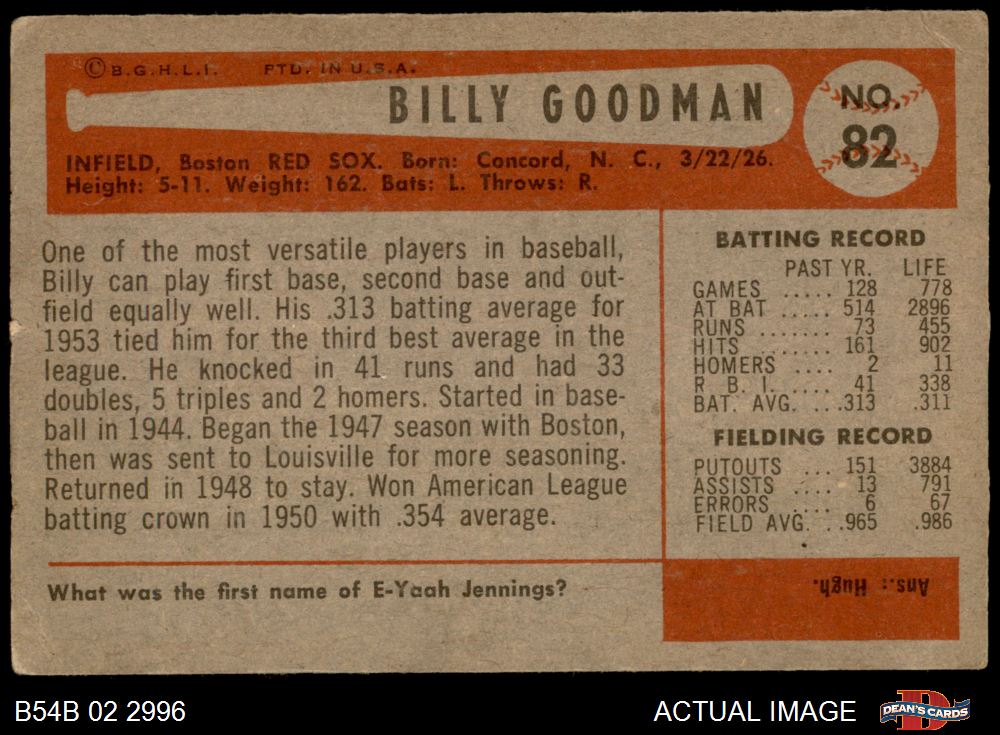 © B.G.H.L.I. PTD. IN U.S.A.
BILLY GOODMAN
NO.
82
INFIELD, Boston RED SOX. Born: Concord, N. C., 3/22/26.
Height: 5-11. Weight: 162. Bats: L. Throws: R.
One of the most versatile players in baseball,
Billy can play first base, second base and out-
field equally well. His .313 batting average for
1953 tied him for the third best average in the
league. He knocked in 41 runs and had 33
doubles, 5 triples and 2 homers. Started in base-
ball in 1944. Began the 1947 season with Boston,
then was sent to Louisville for more seasoning.
Returned in 1948 to stay. Won American League
batting crown in 1950 with .354 average.
BATTING RECORD
PAST YR. LIFE
GAMES ..... 128 778
AT BAT ..... 514 2896
RUNS ....... 73 455
HITS ....... 161 902
HOMERS .... 2 11
R. B. I. ..... 41 338
BAT. AVG. ...313 .311
FIELDING RECORD
PUTOUTS ... 151 3884
ASSISTS .... 13 791
ERRORS .... 6 67
FIELD AVG. ..965 .986
What was the first name of E-Yaah Jennings?
Ans.: Hugh.
B54B 02 2996
ACTUAL IMAGE
D
DEAN'S CARDS